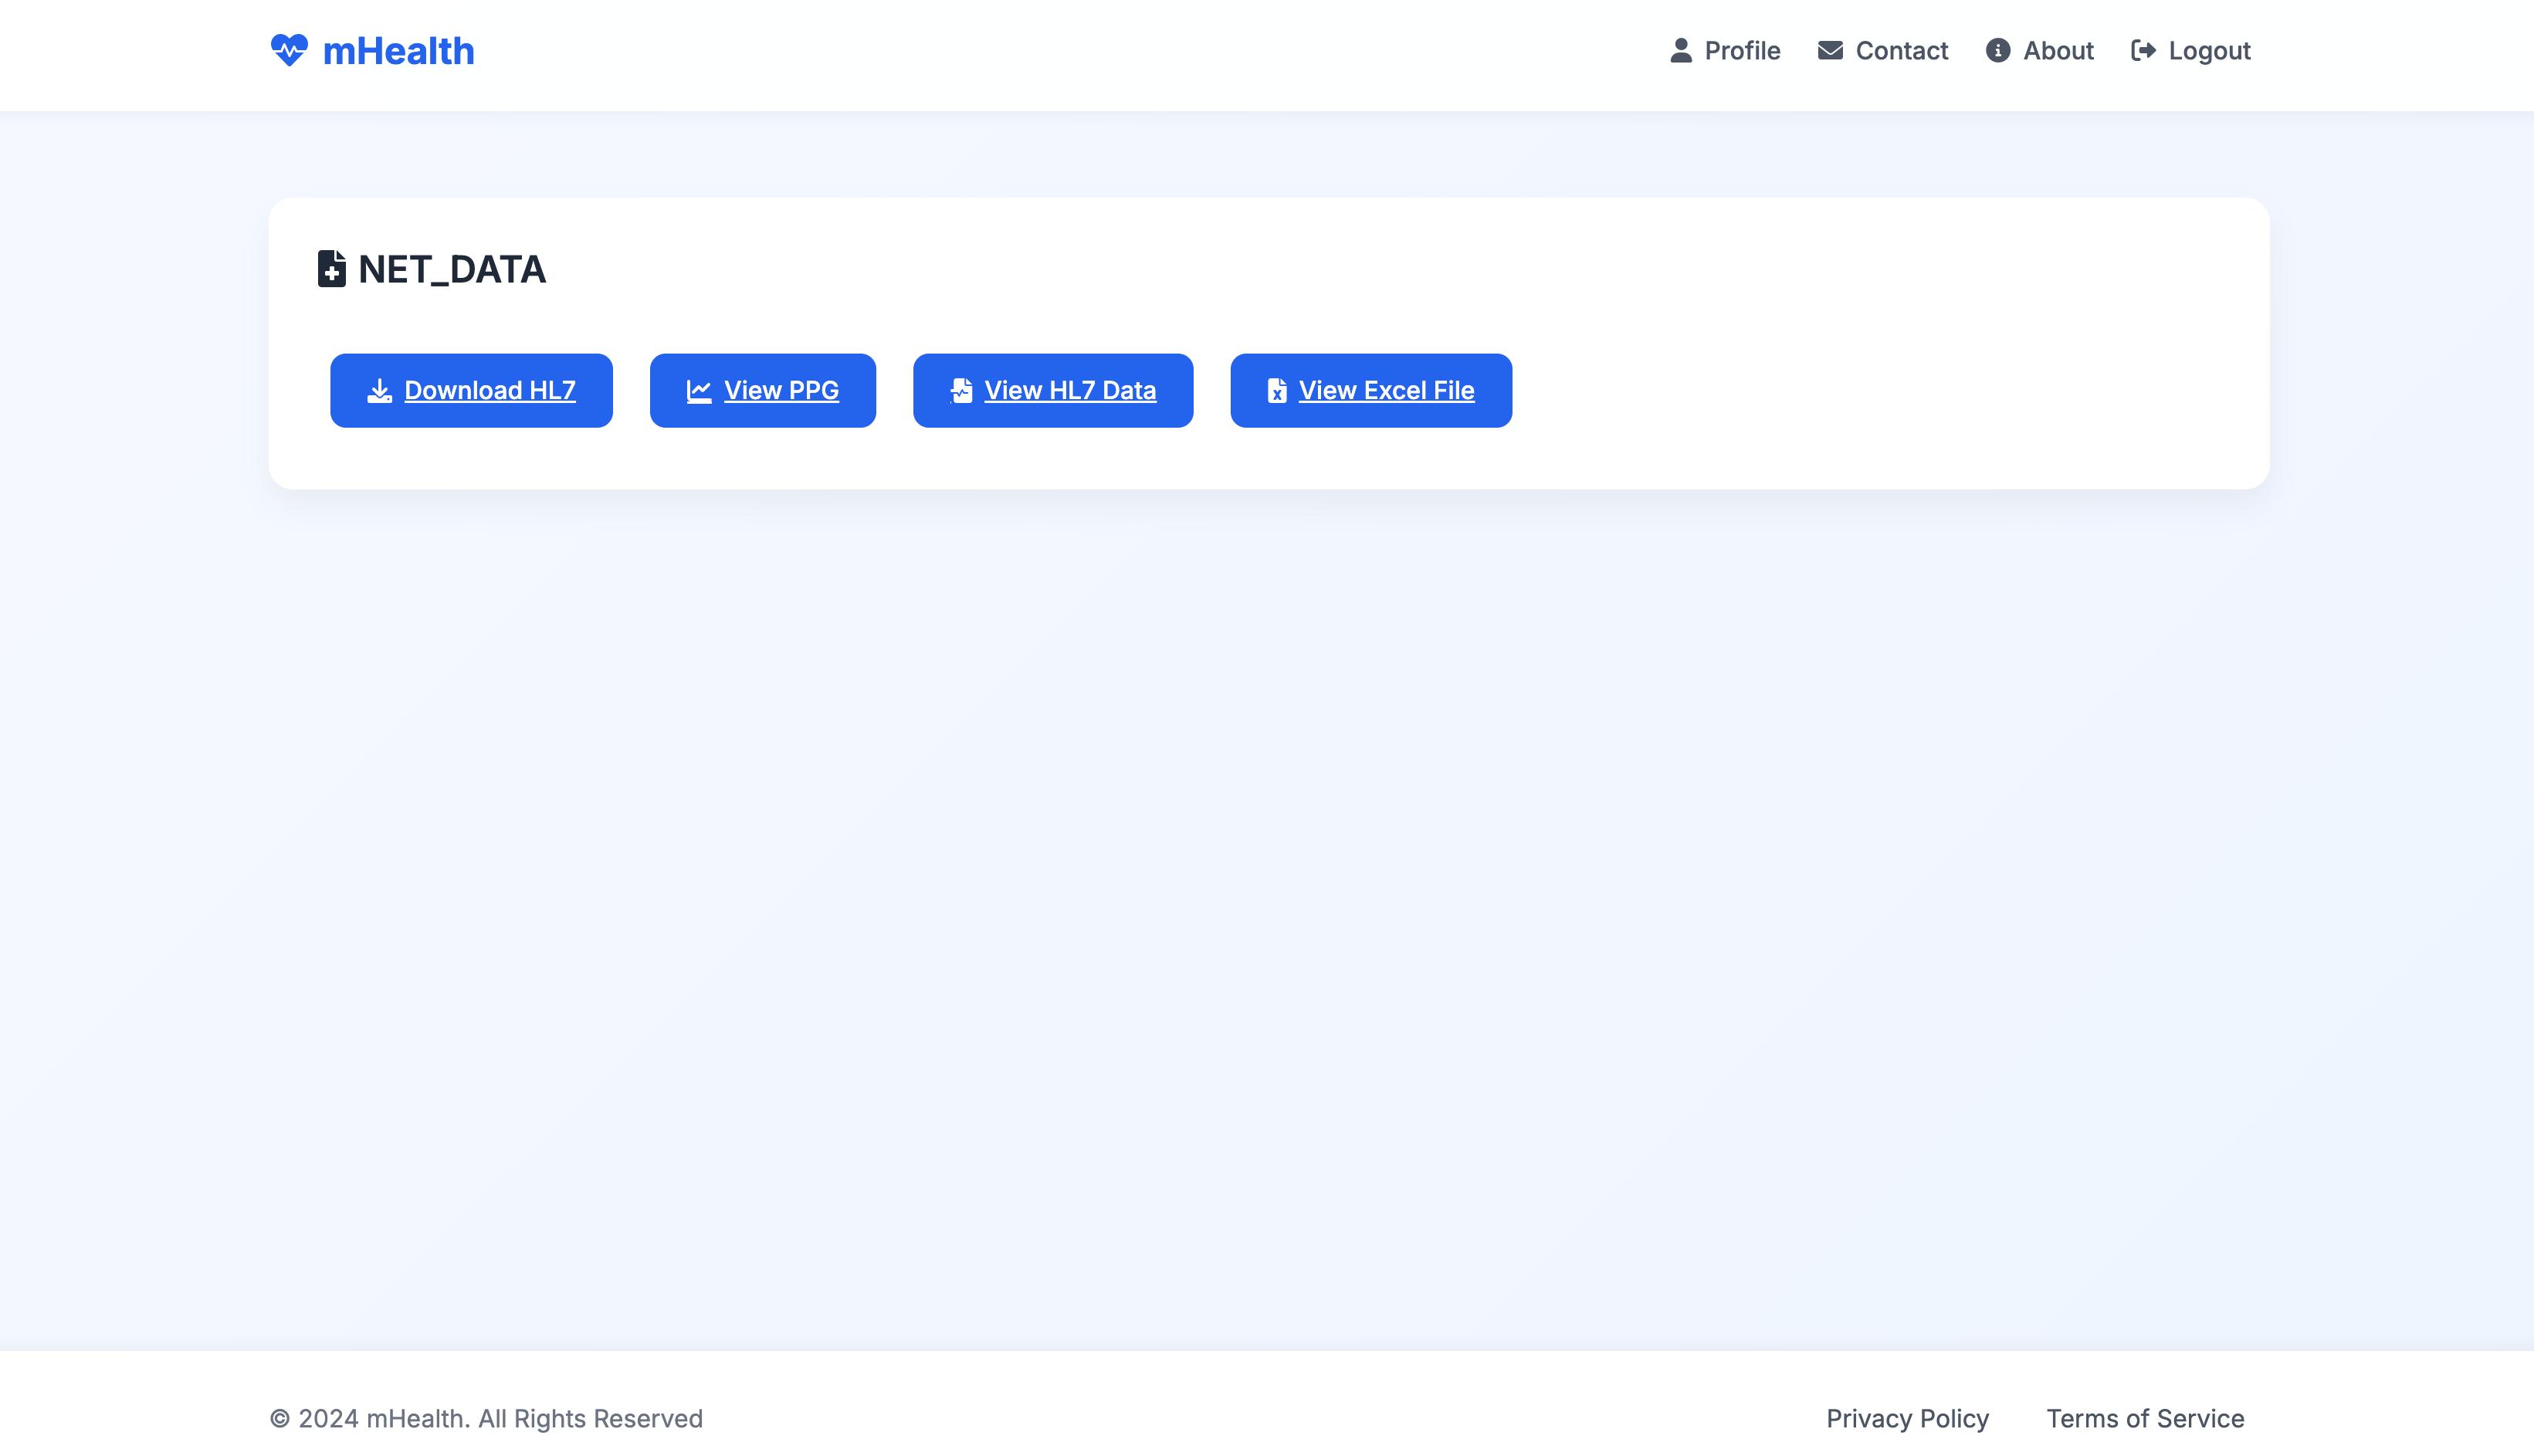 mHealth
Profile Contact About Logout
NET_DATA
Download HL7 View PPG View HL7 Data View Excel File
© 2024 mHealth. All Rights Reserved
Privacy Policy Terms of Service